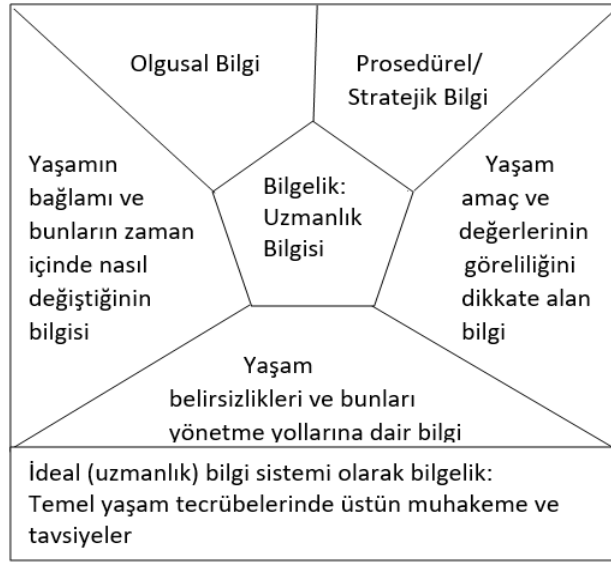 Olgusal Bilgi
Prosedürel/
Stratejik Bilgi
Yaşamın
bağlamı ve
bunların zaman
içinde nasıl
değiştiğinin
bilgisi
Bilgelik:
Uzmanlık
Bilgisi
Yaşam
amaç ve
değerlerinin
göreliliğini
dikkate alan
bilgi
Yaşam
belirsizlikleri ve bunları
yönetme yollarına dair bilgi
İdeal (uzmanlık) bilgi sistemi olarak bilgelik:
Temel yaşam tecrübelerinde üstün muhakeme ve
tavsiyeler